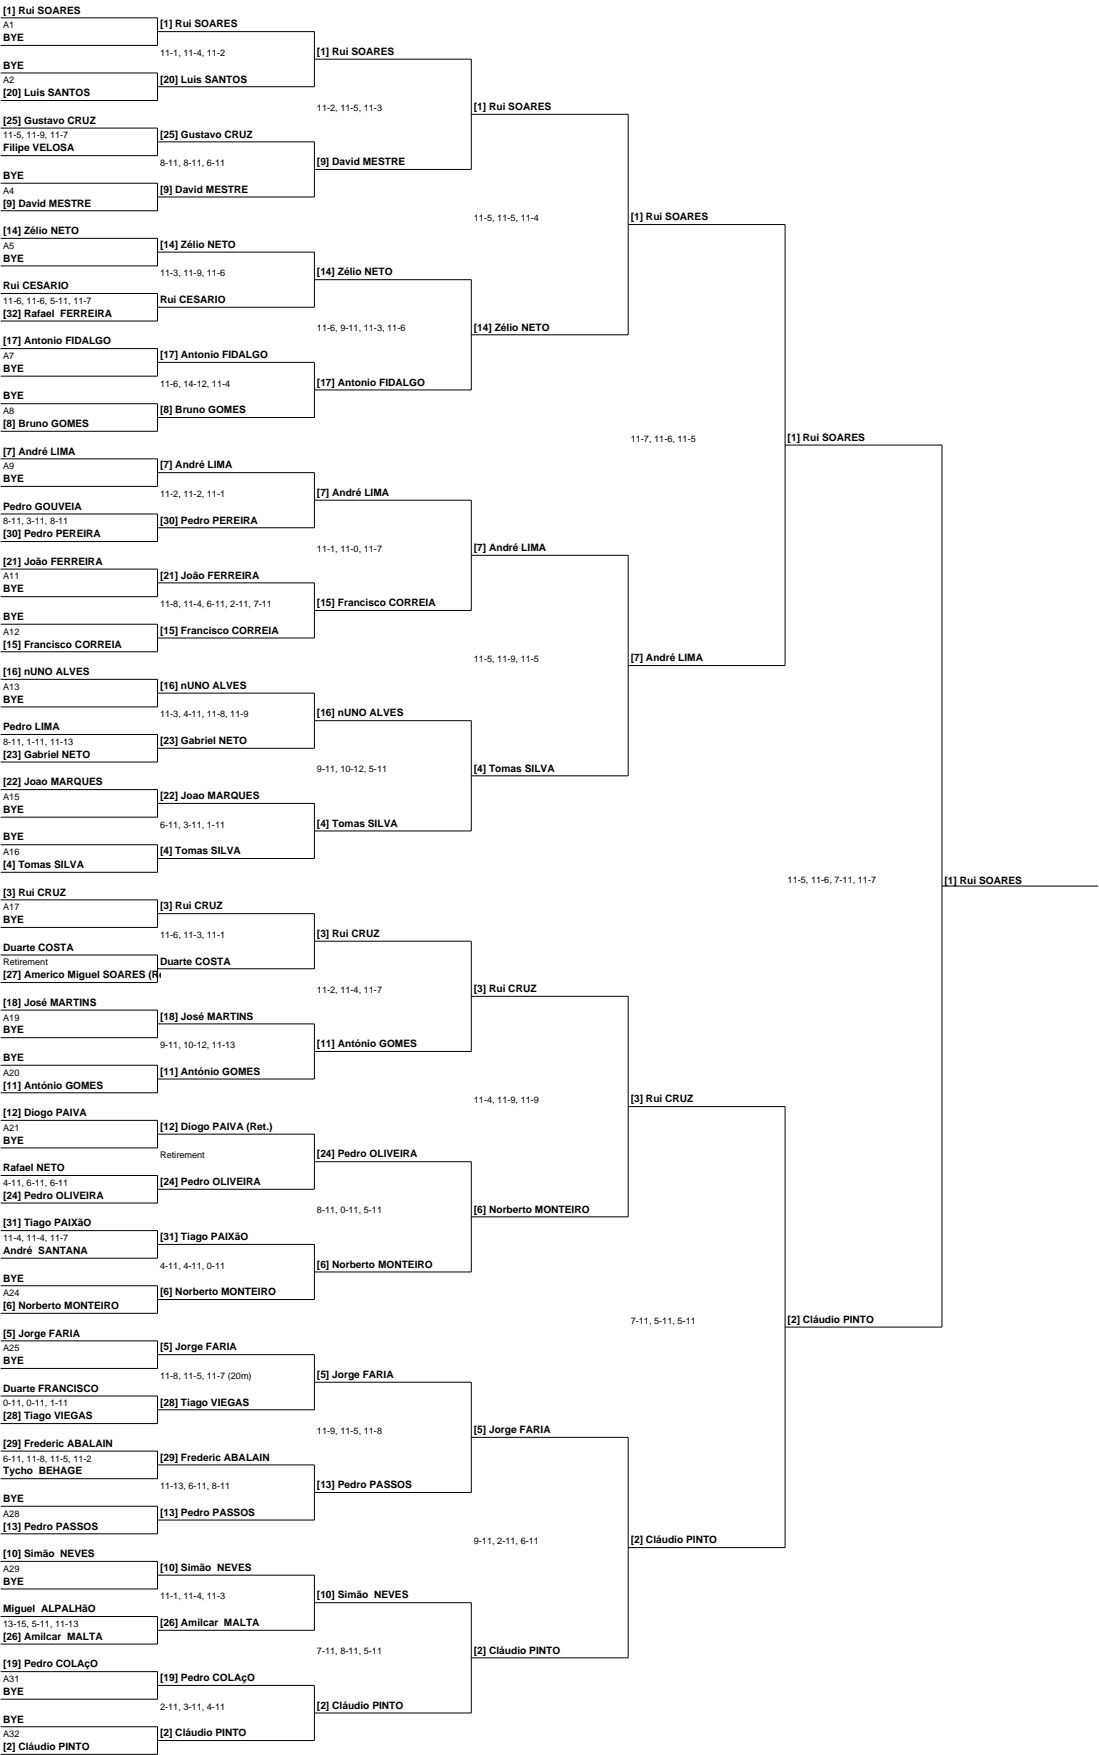 [1] Rui SOARES
A1
BYE
BYE
A2
[20] Luis SANTOS
[25] Gustavo CRUZ
11-5, 11-9, 11-7
Filipe VELOSA
BYE
A4
[9] David MESTRE
[14] Zélio NETO
A5
BYE
Rui CESARIO
11-6, 11-6, 5-11, 11-7
[32] Rafael  FERREIRA
[17] Antonio FIDALGO
A7
BYE
BYE
A8
[8] Bruno GOMES
[7] André LIMA
A9
BYE
Pedro GOUVEIA
8-11, 3-11, 8-11
[30] Pedro PEREIRA
[21] João FERREIRA
A11
BYE
BYE
A12
[15] Francisco CORREIA
[16] nUNO ALVES
A13
BYE
Pedro LIMA
8-11, 1-11, 11-13
[23] Gabriel NETO
[22] Joao MARQUES
A15
BYE
BYE
A16
[4] Tomas SILVA
[3] Rui CRUZ
A17
BYE
Duarte COSTA
Retirement
[27] Americo Miguel SOARES (R
[18] José MARTINS
A19
BYE
BYE
A20
[11] António GOMES
[12] Diogo PAIVA
A21
BYE
Rafael NETO
4-11, 6-11, 6-11
[24] Pedro OLIVEIRA
[31] Tiago PAIXãO
11-4, 11-4, 11-7
André  SANTANA
BYE
A24
[6] Norberto MONTEIRO
[5] Jorge FARIA
A25
BYE
Duarte FRANCISCO
0-11, 0-11, 1-11
[28] Tiago VIEGAS
[29] Frederic ABALAIN
6-11, 11-8, 11-5, 11-2
Tycho  BEHAGE
BYE
A28
[13] Pedro PASSOS
[10] Simão  NEVES
A29
BYE
Miguel  ALPALHãO
13-15, 5-11, 11-13
[26] Amilcar  MALTA
[19] Pedro COLAçO
A31
BYE
BYE
A32
[2] Cláudio PINTO
[1] Rui SOARES
11-1, 11-4, 11-2
[20] Luis SANTOS
[25] Gustavo CRUZ
8-11, 8-11, 6-11
[9] David MESTRE
[14] Zélio NETO
11-3, 11-9, 11-6
Rui CESARIO
[17] Antonio FIDALGO
11-6, 14-12, 11-4
[8] Bruno GOMES
[7] André LIMA
11-2, 11-2, 11-1
[30] Pedro PEREIRA
[21] João FERREIRA
11-8, 11-4, 6-11, 2-11, 7-11
[15] Francisco CORREIA
[16] nUNO ALVES
11-3, 4-11, 11-8, 11-9
[23] Gabriel NETO
[22] Joao MARQUES
6-11, 3-11, 1-11
[4] Tomas SILVA
[3] Rui CRUZ
11-6, 11-3, 11-1
Duarte COSTA
[18] José MARTINS
9-11, 10-12, 11-13
[11] António GOMES
[12] Diogo PAIVA (Ret.)
Retirement
[24] Pedro OLIVEIRA
[31] Tiago PAIXãO
4-11, 4-11, 0-11
[6] Norberto MONTEIRO
[5] Jorge FARIA
11-8, 11-5, 11-7 (20m)
[28] Tiago VIEGAS
[29] Frederic ABALAIN
11-13, 6-11, 8-11
[13] Pedro PASSOS
[10] Simão  NEVES
11-1, 11-4, 11-3
[26] Amilcar  MALTA
[19] Pedro COLAçO
2-11, 3-11, 4-11
[2] Cláudio PINTO
[1] Rui SOARES
11-2, 11-5, 11-3
[9] David MESTRE
[14] Zélio NETO
11-6, 9-11, 11-3, 11-6
[17] Antonio FIDALGO
[7] André LIMA
11-1, 11-0, 11-7
[15] Francisco CORREIA
[16] nUNO ALVES
9-11, 10-12, 5-11
[4] Tomas SILVA
[3] Rui CRUZ
11-2, 11-4, 11-7
[11] António GOMES
[24] Pedro OLIVEIRA
8-11, 0-11, 5-11
[6] Norberto MONTEIRO
[5] Jorge FARIA
11-9, 11-5, 11-8
[13] Pedro PASSOS
[10] Simão  NEVES
7-11, 8-11, 5-11
[2] Cláudio PINTO
[1] Rui SOARES
11-5, 11-5, 11-4
[14] Zélio NETO
[7] André LIMA
11-5, 11-9, 11-5
[4] Tomas SILVA
[3] Rui CRUZ
11-4, 11-9, 11-9
[6] Norberto MONTEIRO
[5] Jorge FARIA
9-11, 2-11, 6-11
[2] Cláudio PINTO
[1] Rui SOARES
11-7, 11-6, 11-5
[7] André LIMA
[3] Rui CRUZ
7-11, 5-11, 5-11
[2] Cláudio PINTO
[1] Rui SOARES
11-5, 11-6, 7-11, 11-7
[2] Cláudio PINTO
[1] Rui SOARES